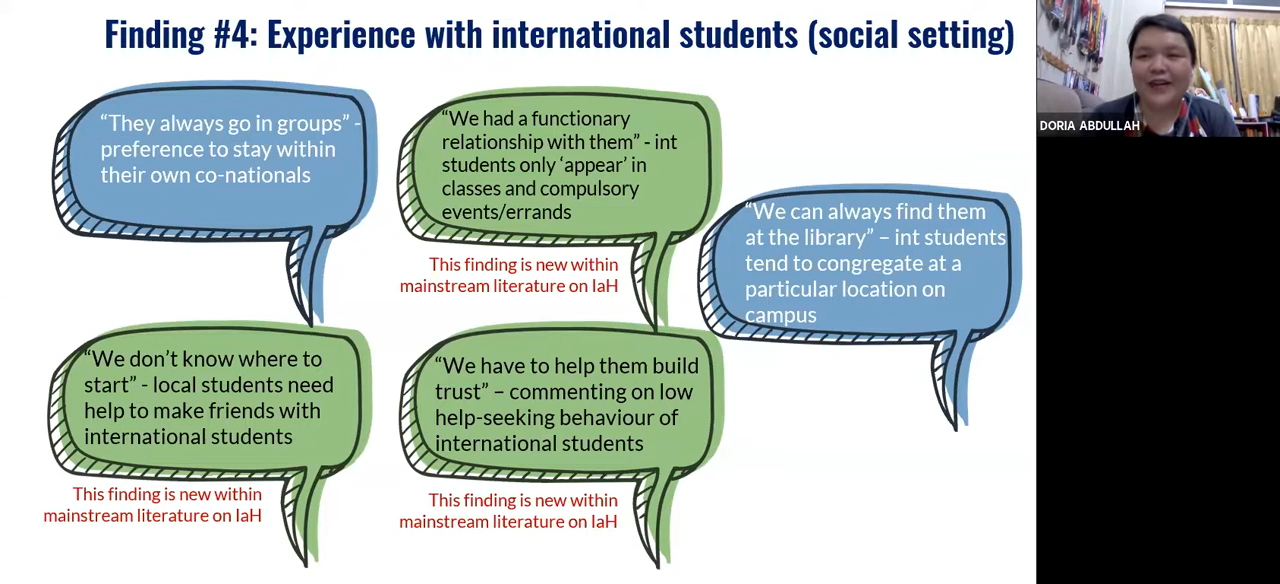 Finding #4: Experience with international students (social setting)
“They always go in groups” -
preference to stay within
their own co-nationals
“We had a functionary
relationship with them” - int
students only ‘appear’ in
classes and compulsory
events/errands
This finding is new within
mainstream literature on IaH
“We can always find them
at the library” – int students
tend to congregate at a
particular location on
campus
“We don’t know where to
start” - local students need
help to make friends with
international students
This finding is new within
mainstream literature on IaH
“We have to help them build
trust” – commenting on low
help-seeking behaviour of
international students
This finding is new within
mainstream literature on IaH
DORIA ABDULLAH